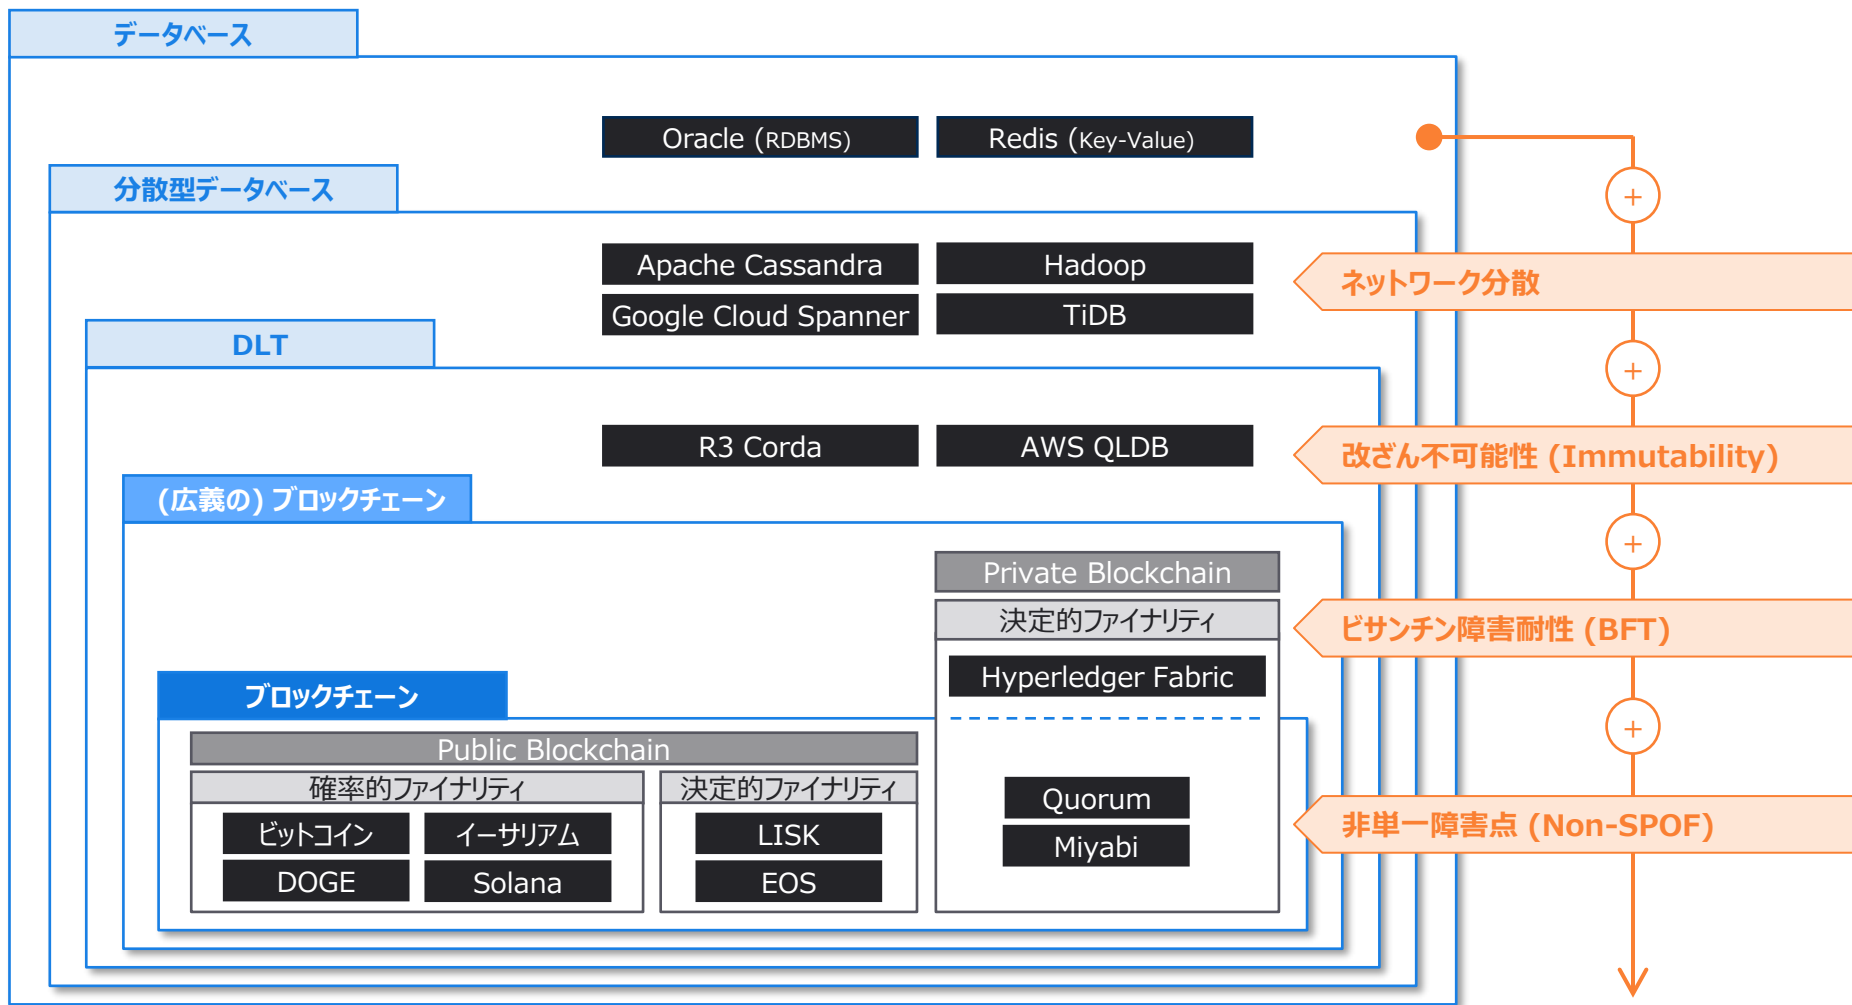 データベース
Oracle (RDBMS)
Redis (Key-Value)
+
分散型データベース
Apache Cassandra
Hadoop
ネットワーク分散
Google Cloud Spanner
TiDB
DLT
+
R3 Corda
AWS QLDB
改ざん不可能性 (Immutability)
(広義の) ブロックチェーン
+
Private Blockchain
決定的ファイナリティ
ビサンチン障害耐性 (BFT)
Hyperledger Fabric
ブロックチェーン
+
Public Blockchain
確率的ファイナリティ
決定的ファイナリティ
ビットコイン
イーサリアム
DOGE
Solana
LISK
EOS
Quorum
Miyabi
非単一障害点 (Non-SPOF)